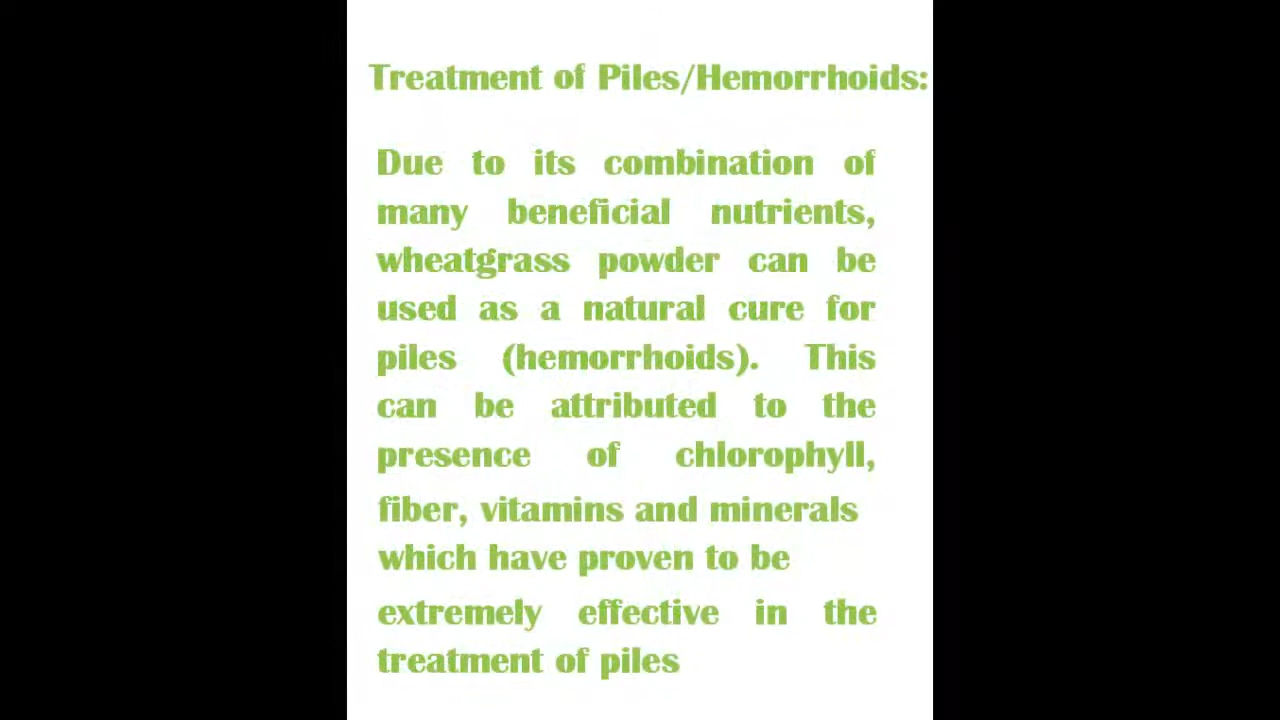 Treatment of Piles/Hemorrhoids:
Due to its combination of
many beneficial nutrients,
wheatgrass powder can be
used as a natural cure for
piles (hemorrhoids). This
can be attributed to the
presence of chlorophyll,
fiber, vitamins and minerals
which have proven to be
extremely effective in the
treatment of piles